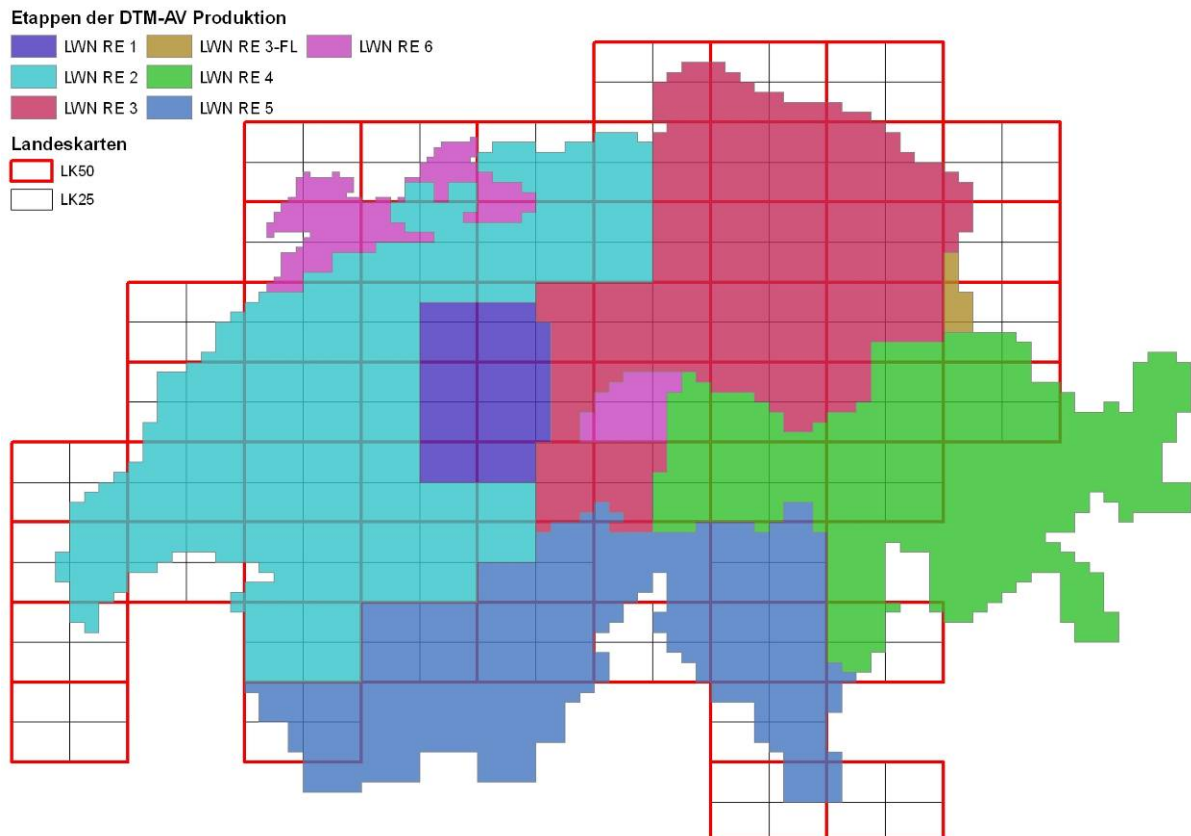 Etappen der DTM-AV Produktion
LWN RE 1 LWN RE 3-FL LWN RE 6
LWN RE 2 LWN RE 4
LWN RE 3 LWN RE 5
Landeskarten
LK50
LK25